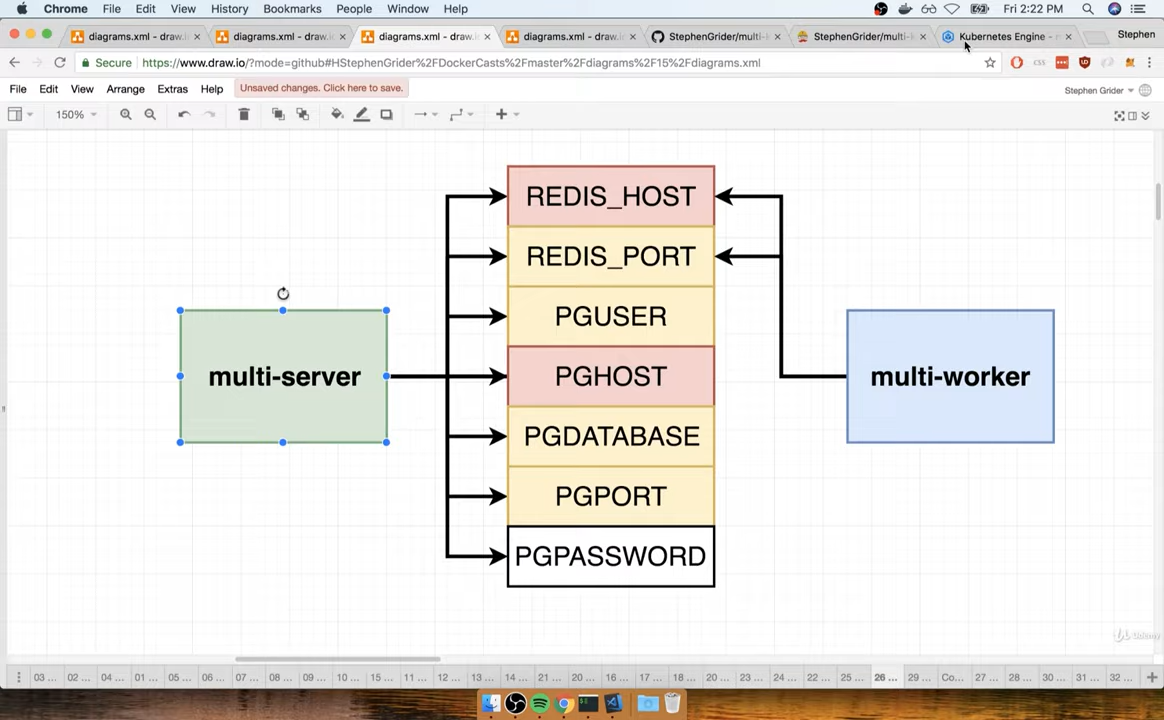 Chrome File Edit View History Bookmarks People Window Help Fri 2:22 PM
diagrams.xml - draw.i diagrams.xml - draw.i diagrams.xml - draw.i diagrams.xml - draw.i StephenGrider/multi- StephenGrider/multi- Kubernetes Engine - Stephen
Secure https://www.draw.io/?mode=github#HStephenGrider%2FDockerCasts%2Fmaster%2Fdiagrams%2F15%2Fdiagrams.xml
File Edit View Arrange Extras Help Unsaved changes. Click here to save. Stephen Grider
150%
REDIS_HOST
REDIS_PORT
PGUSER
multi-server
PGHOST
multi-worker
PGDATABASE
PGPORT
PGPASSWORD
Udemy
03 ... 02 ... 04 ... 01 ... 05 ... 06 ... 07 ... 08 ... 09 ... 10 ... 15 ... 11 ... 12 ... 13 ... 14 ... 21 ... 20 ... 16 ... 17 ... 18 ... 19 ... 20 ... 23 ... 24 ... 22 ... 25 ... 26 ... 29 ... Co... 27 ... 28 ... 30 ... 31 ... 32 ...